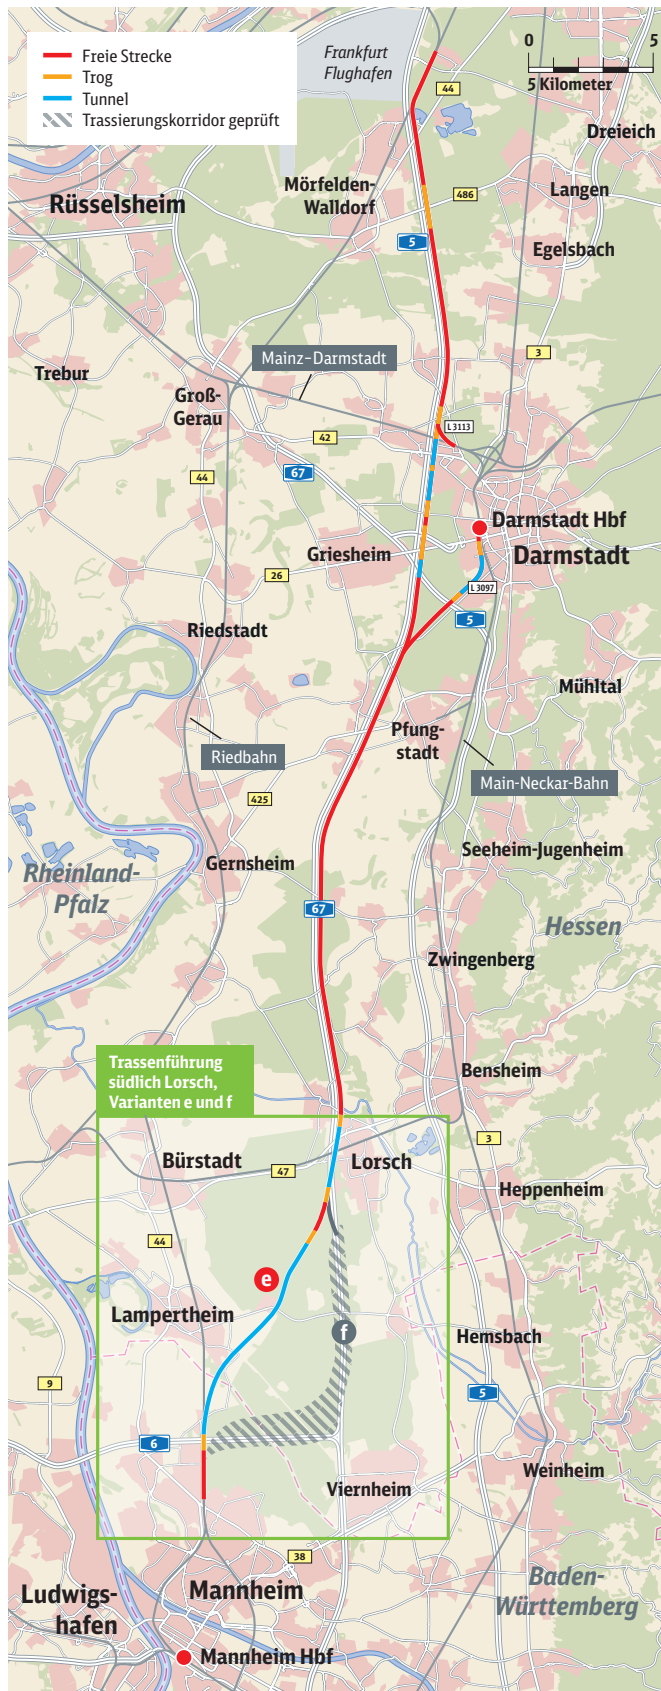 Freie Strecke
Trog
Tunnel
Trassierungskorridor geprüft
Frankfurt
Flughafen
0 5
5 Kilometer
44
Dreieich
Mörfelden-
Walldorf
486
Langen
Rüsselsheim
5
Egelsbach
Mainz–Darmstadt
3
Trebur
Groß-
Gerau
L 3113
42
67
44
Darmstadt Hbf
Darmstadt
Griesheim
26
L 3097
5
Riedstadt
Mühltal
Pfung-
stadt
Riedbahn
Main-Neckar-Bahn
425
Seeheim-Jugenheim
Gernsheim
Rheinland-
Pfalz
67
Hessen
Zwingenberg
Trassenführung
südlich Lorsch,
Varianten e und f
Bensheim
3
Bürstadt
47
Lorsch
Heppenheim
44
e
Lampertheim
f
Hemsbach
9
5
6
Weinheim
Viernheim
38
Ludwigs-
hafen
Mannheim
Baden-
Württemberg
Mannheim Hbf